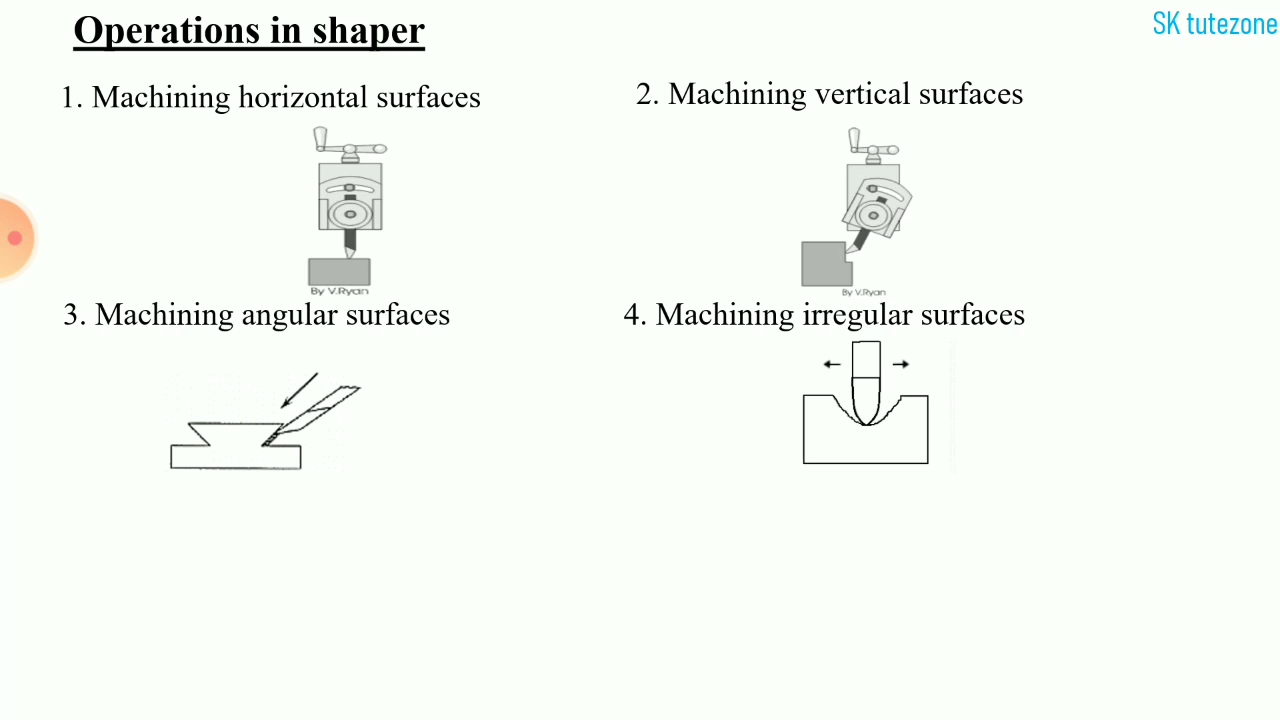 Operations in shaper
SK tutezone
1. Machining horizontal surfaces
2. Machining vertical surfaces
By V.Ryan
By V.Ryan
3. Machining angular surfaces
4. Machining irregular surfaces